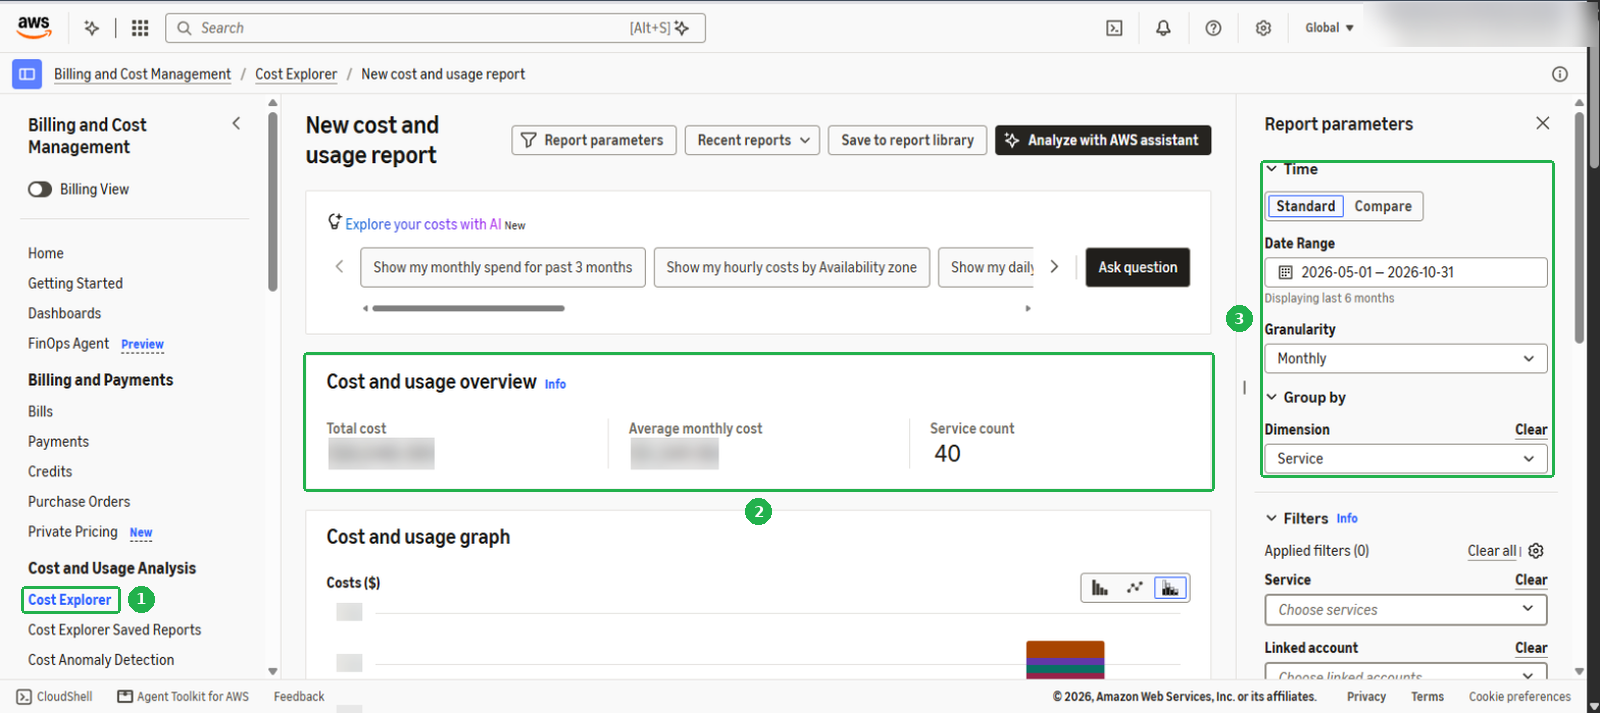 aws
Search
[Alt+S]
Global
Billing and Cost Management / Cost Explorer / New cost and usage report
Billing and Cost
Management
Billing View
Home
Getting Started
Dashboards
FinOps Agent Preview
Billing and Payments
Bills
Payments
Credits
Purchase Orders
Private Pricing New
Cost and Usage Analysis
Cost Explorer 1
Cost Explorer Saved Reports
Cost Anomaly Detection
New cost and
usage report
Report parameters
Recent reports
Save to report library
Analyze with AWS assistant
Explore your costs with AI New
Show my monthly spend for past 3 months
Show my hourly costs by Availability zone
Show my daily
Ask question
Cost and usage overview Info
Total cost
Average monthly cost
Service count
40
2
Cost and usage graph
Costs ($)
Report parameters
Time
Standard
Compare
Date Range
2026-05-01 – 2026-10-31
Displaying last 6 months
3
Granularity
Monthly
Group by
Dimension Clear
Service
Filters Info
Applied filters (0) Clear all
Service Clear
Choose services
Linked account Clear
Choose linked accounts
CloudShell
Agent Toolkit for AWS
Feedback
© 2026, Amazon Web Services, Inc. or its affiliates.
Privacy
Terms
Cookie preferences